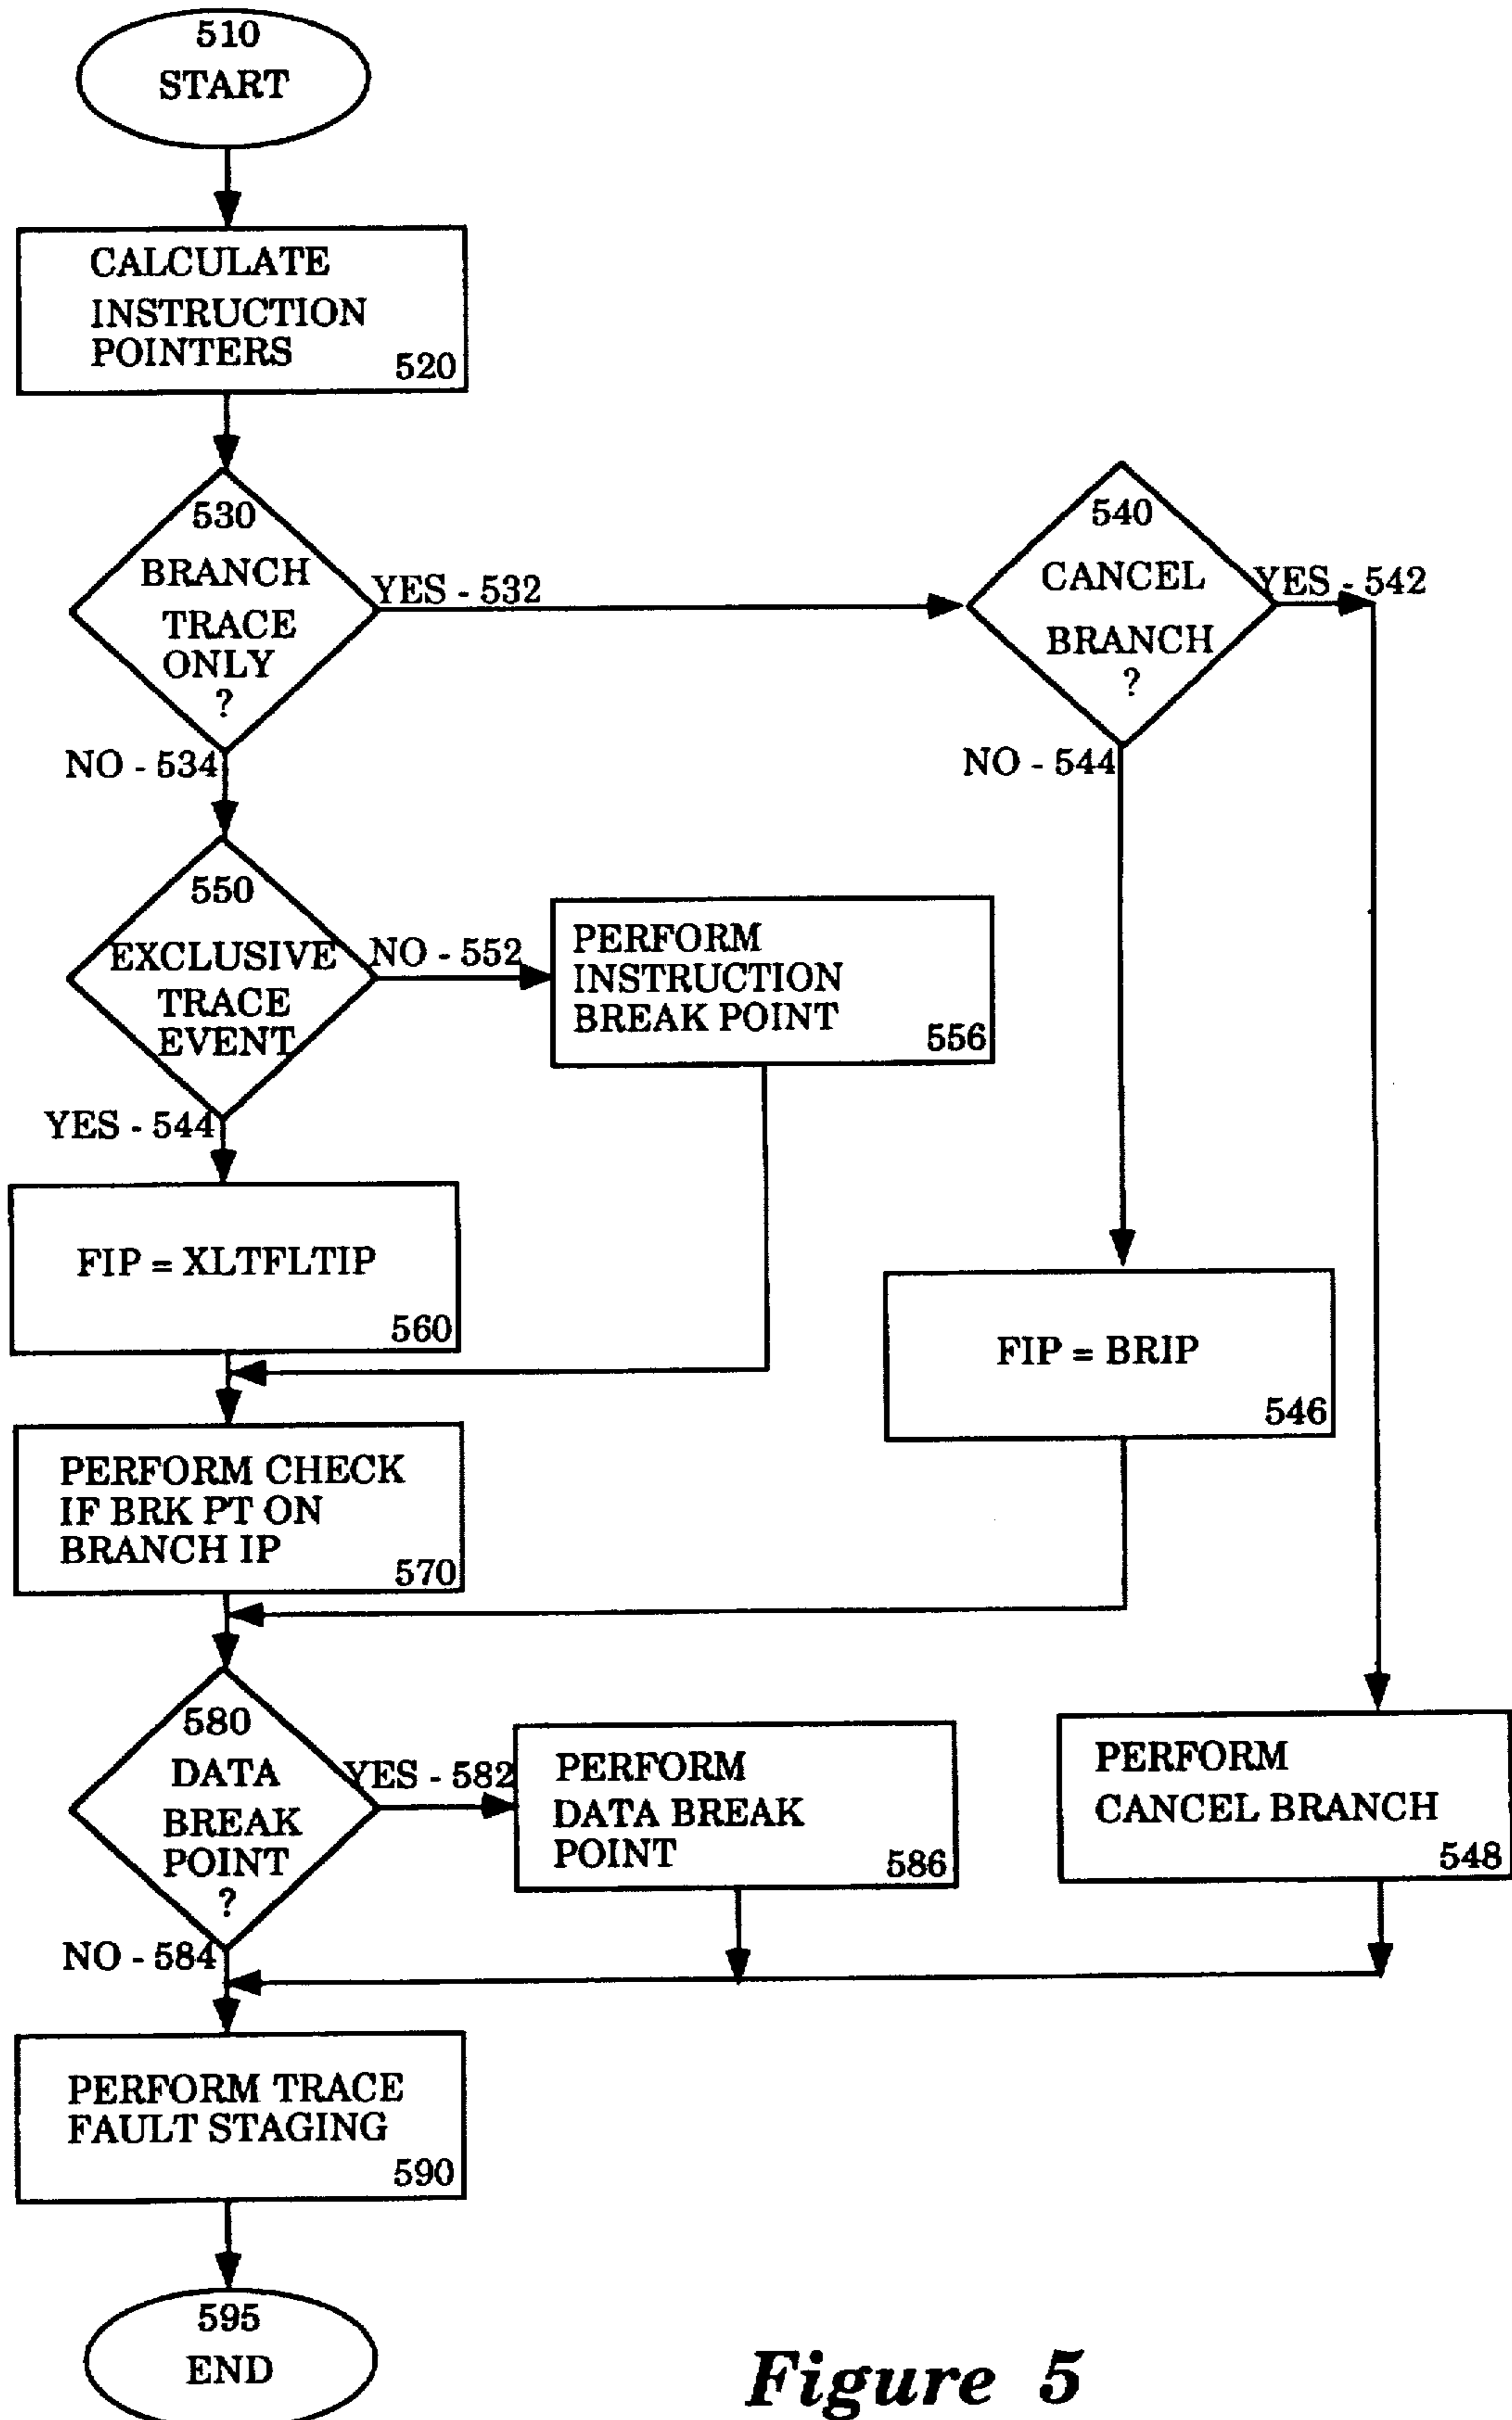 510
START
CALCULATE
INSTRUCTION
POINTERS
520
530
BRANCH
TRACE
ONLY
?
YES - 532
NO - 534
540
CANCEL
BRANCH
?
YES - 542
NO - 544
550
EXCLUSIVE
TRACE
EVENT
NO - 552
YES - 544
PERFORM
INSTRUCTION
BREAK POINT
556
FIP = XLTFLTIP
560
FIP = BRIP
546
PERFORM CHECK
IF BRK PT ON
BRANCH IP
570
580
DATA
BREAK
POINT
?
YES - 582
NO - 584
PERFORM
DATA BREAK
POINT
586
PERFORM
CANCEL BRANCH
548
PERFORM TRACE
FAULT STAGING
590
595
END
Figure 5